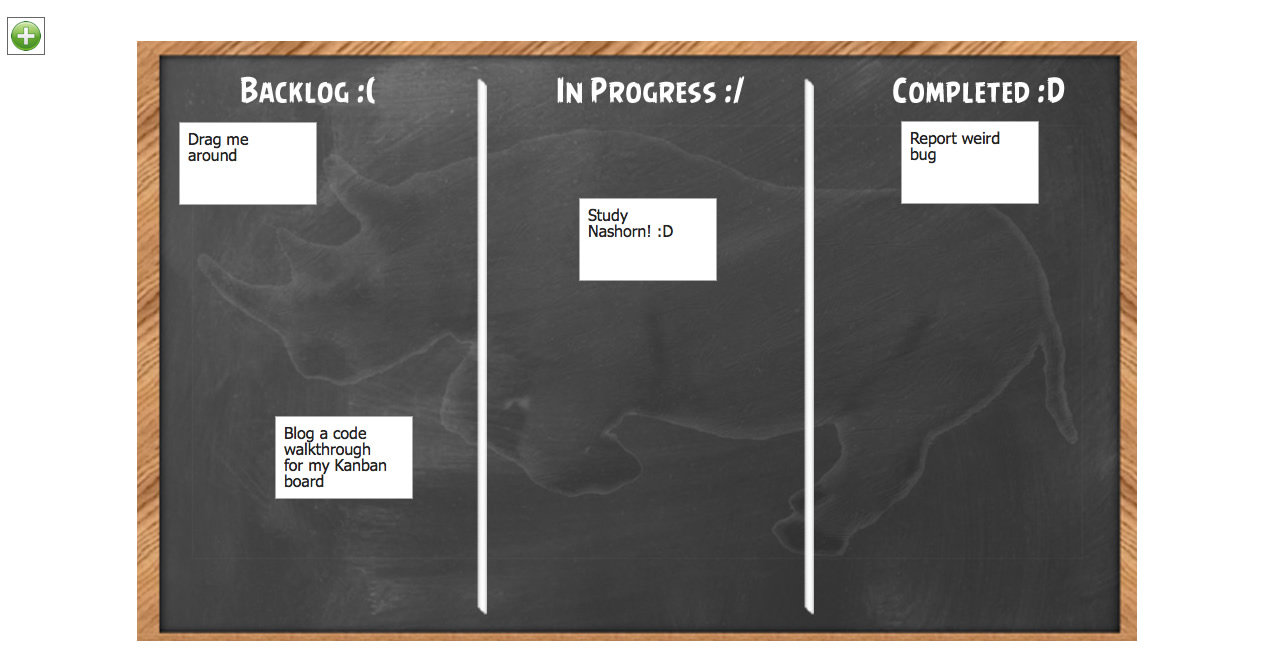 Backlog :(
In Progress :/
Completed :D
Drag me
around
Report weird
bug
Study
Nashorn! :D
Blog a code
walkthrough
for my Kanban
board